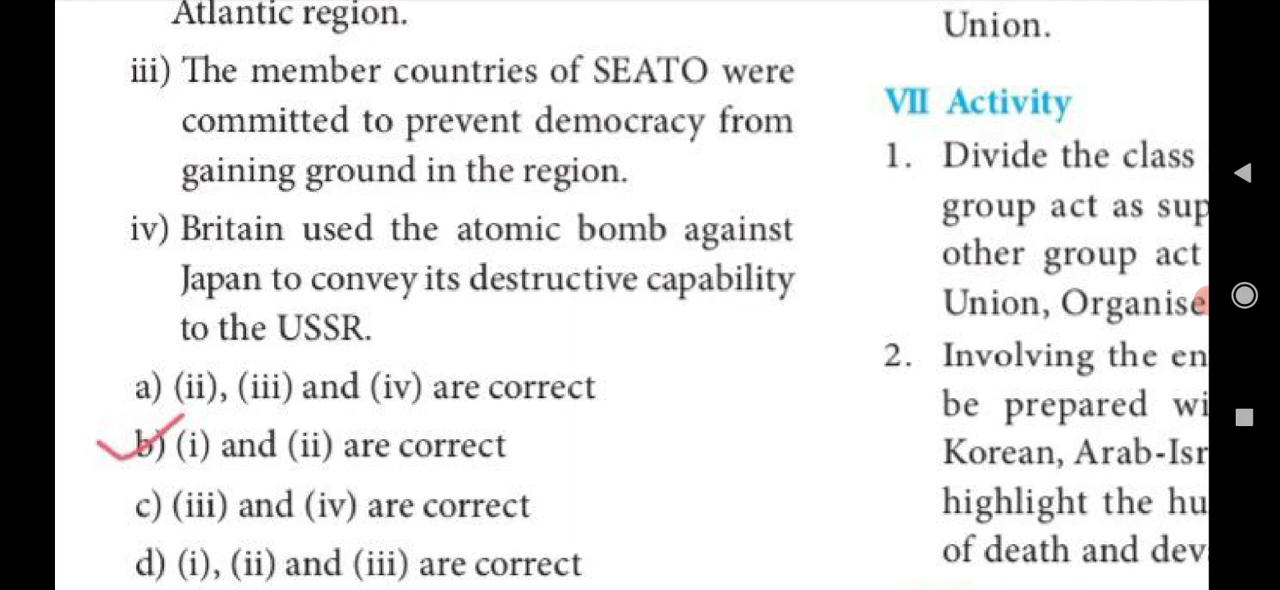 Atlantic region.
iii) The member countries of SEATO were
committed to prevent democracy from
gaining ground in the region.
iv) Britain used the atomic bomb against
Japan to convey its destructive capability
to the USSR.
a) (ii), (iii) and (iv) are correct
b) (i) and (ii) are correct
c) (iii) and (iv) are correct
d) (i), (ii) and (iii) are correct
Union.
VII Activity
1. Divide the class
group act as sup
other group act
Union, Organise
2. Involving the en
be prepared wi
Korean, Arab-Isr
highlight the hu
of death and dev